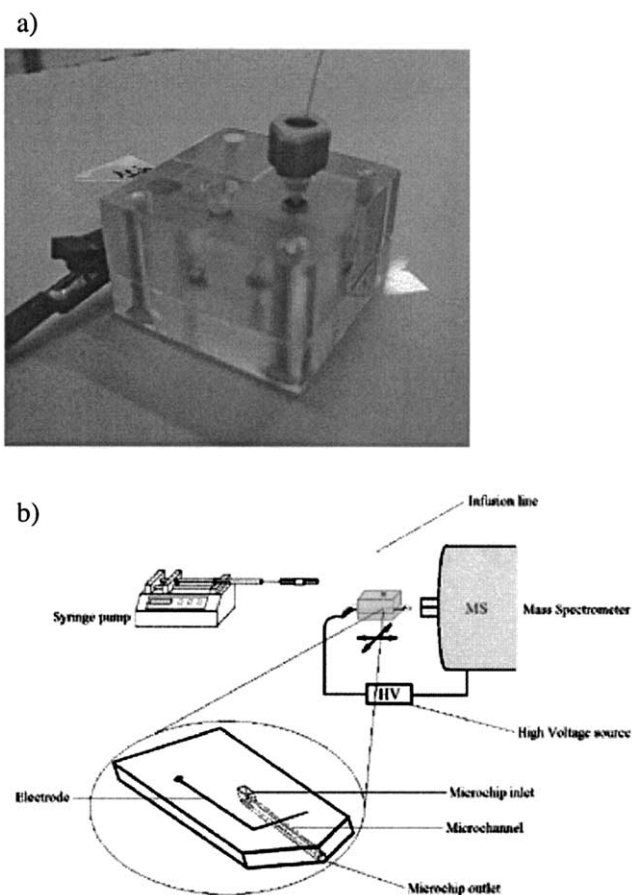 a)
b)
Infusion line
Syringe pump
MS
Mass Spectrometer
HV
High Voltage source
Electrode
Microchip inlet
Microchannel
Microchip outlet